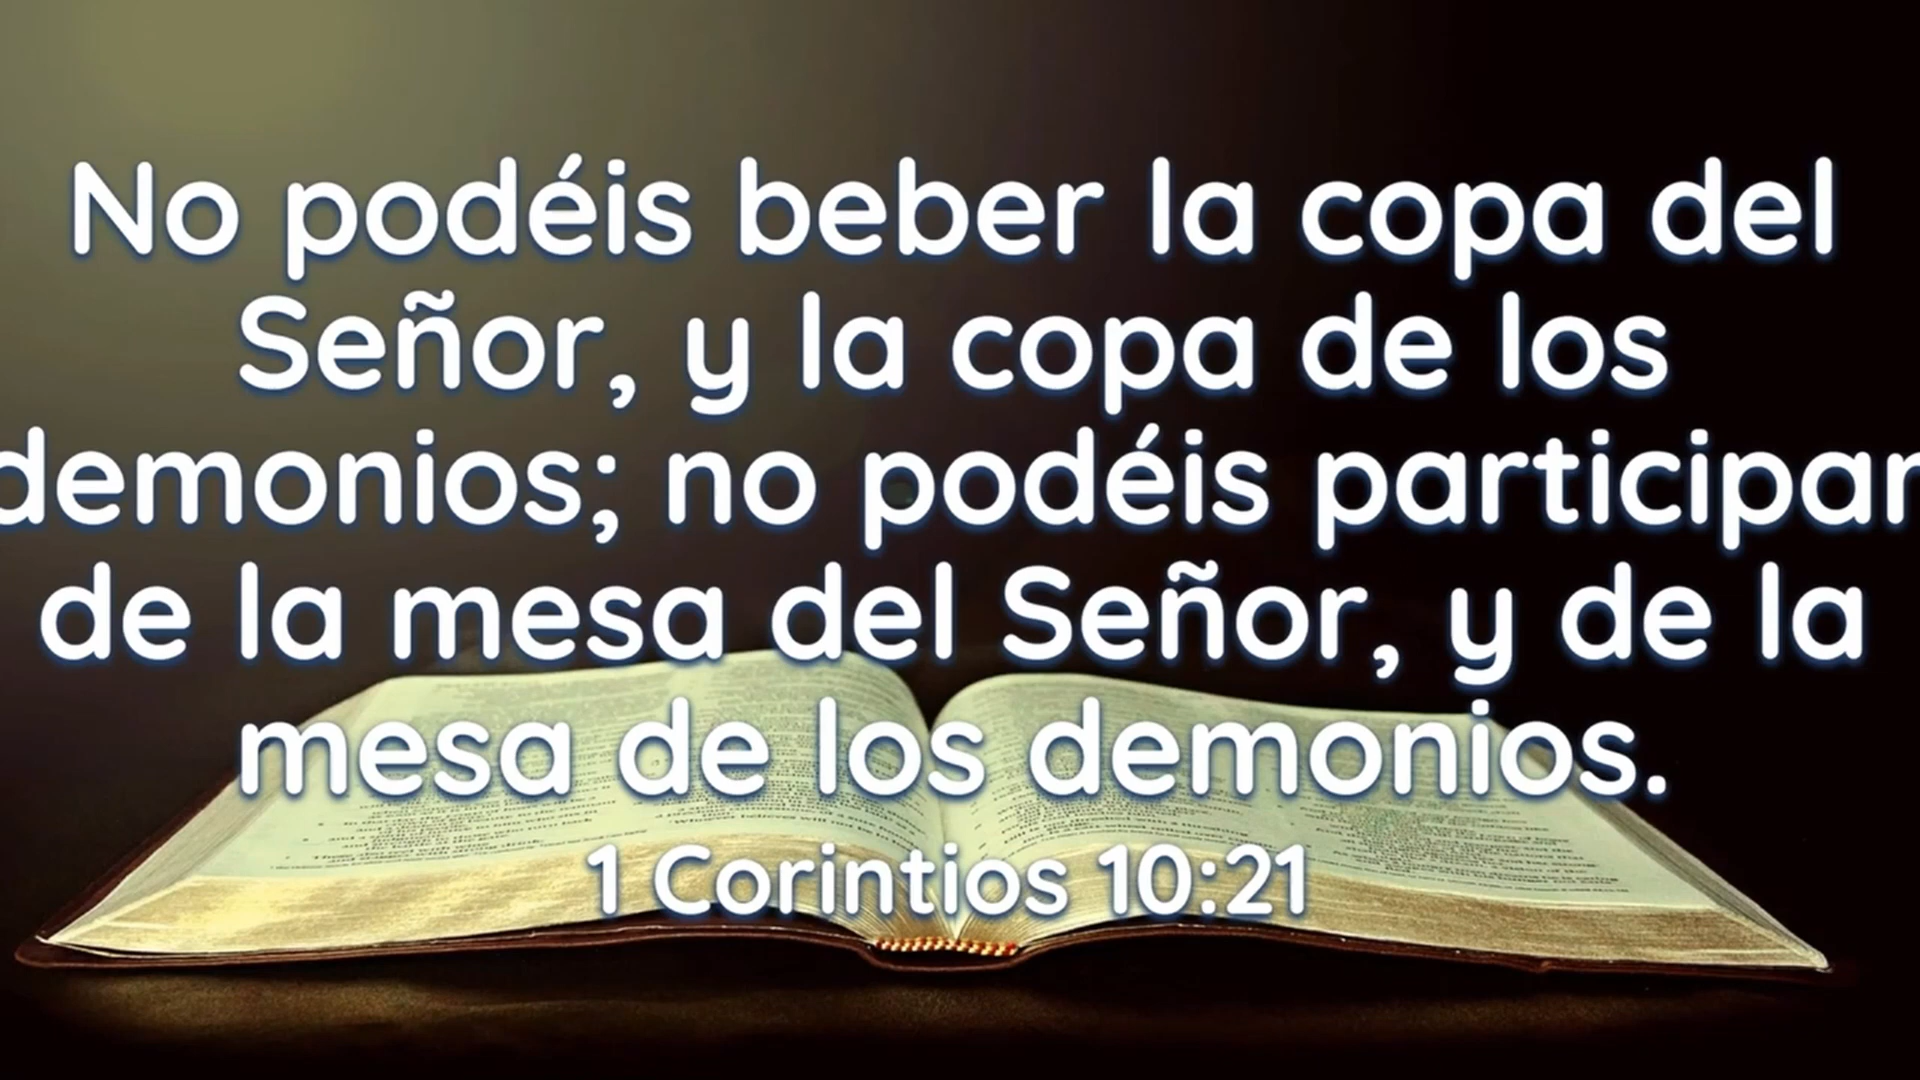 No podéis beber la copa del
Señor, y la copa de los
demonios; no podéis participar
de la mesa del Señor, y de la
mesa de los demonios.
1 Corintios 10:21